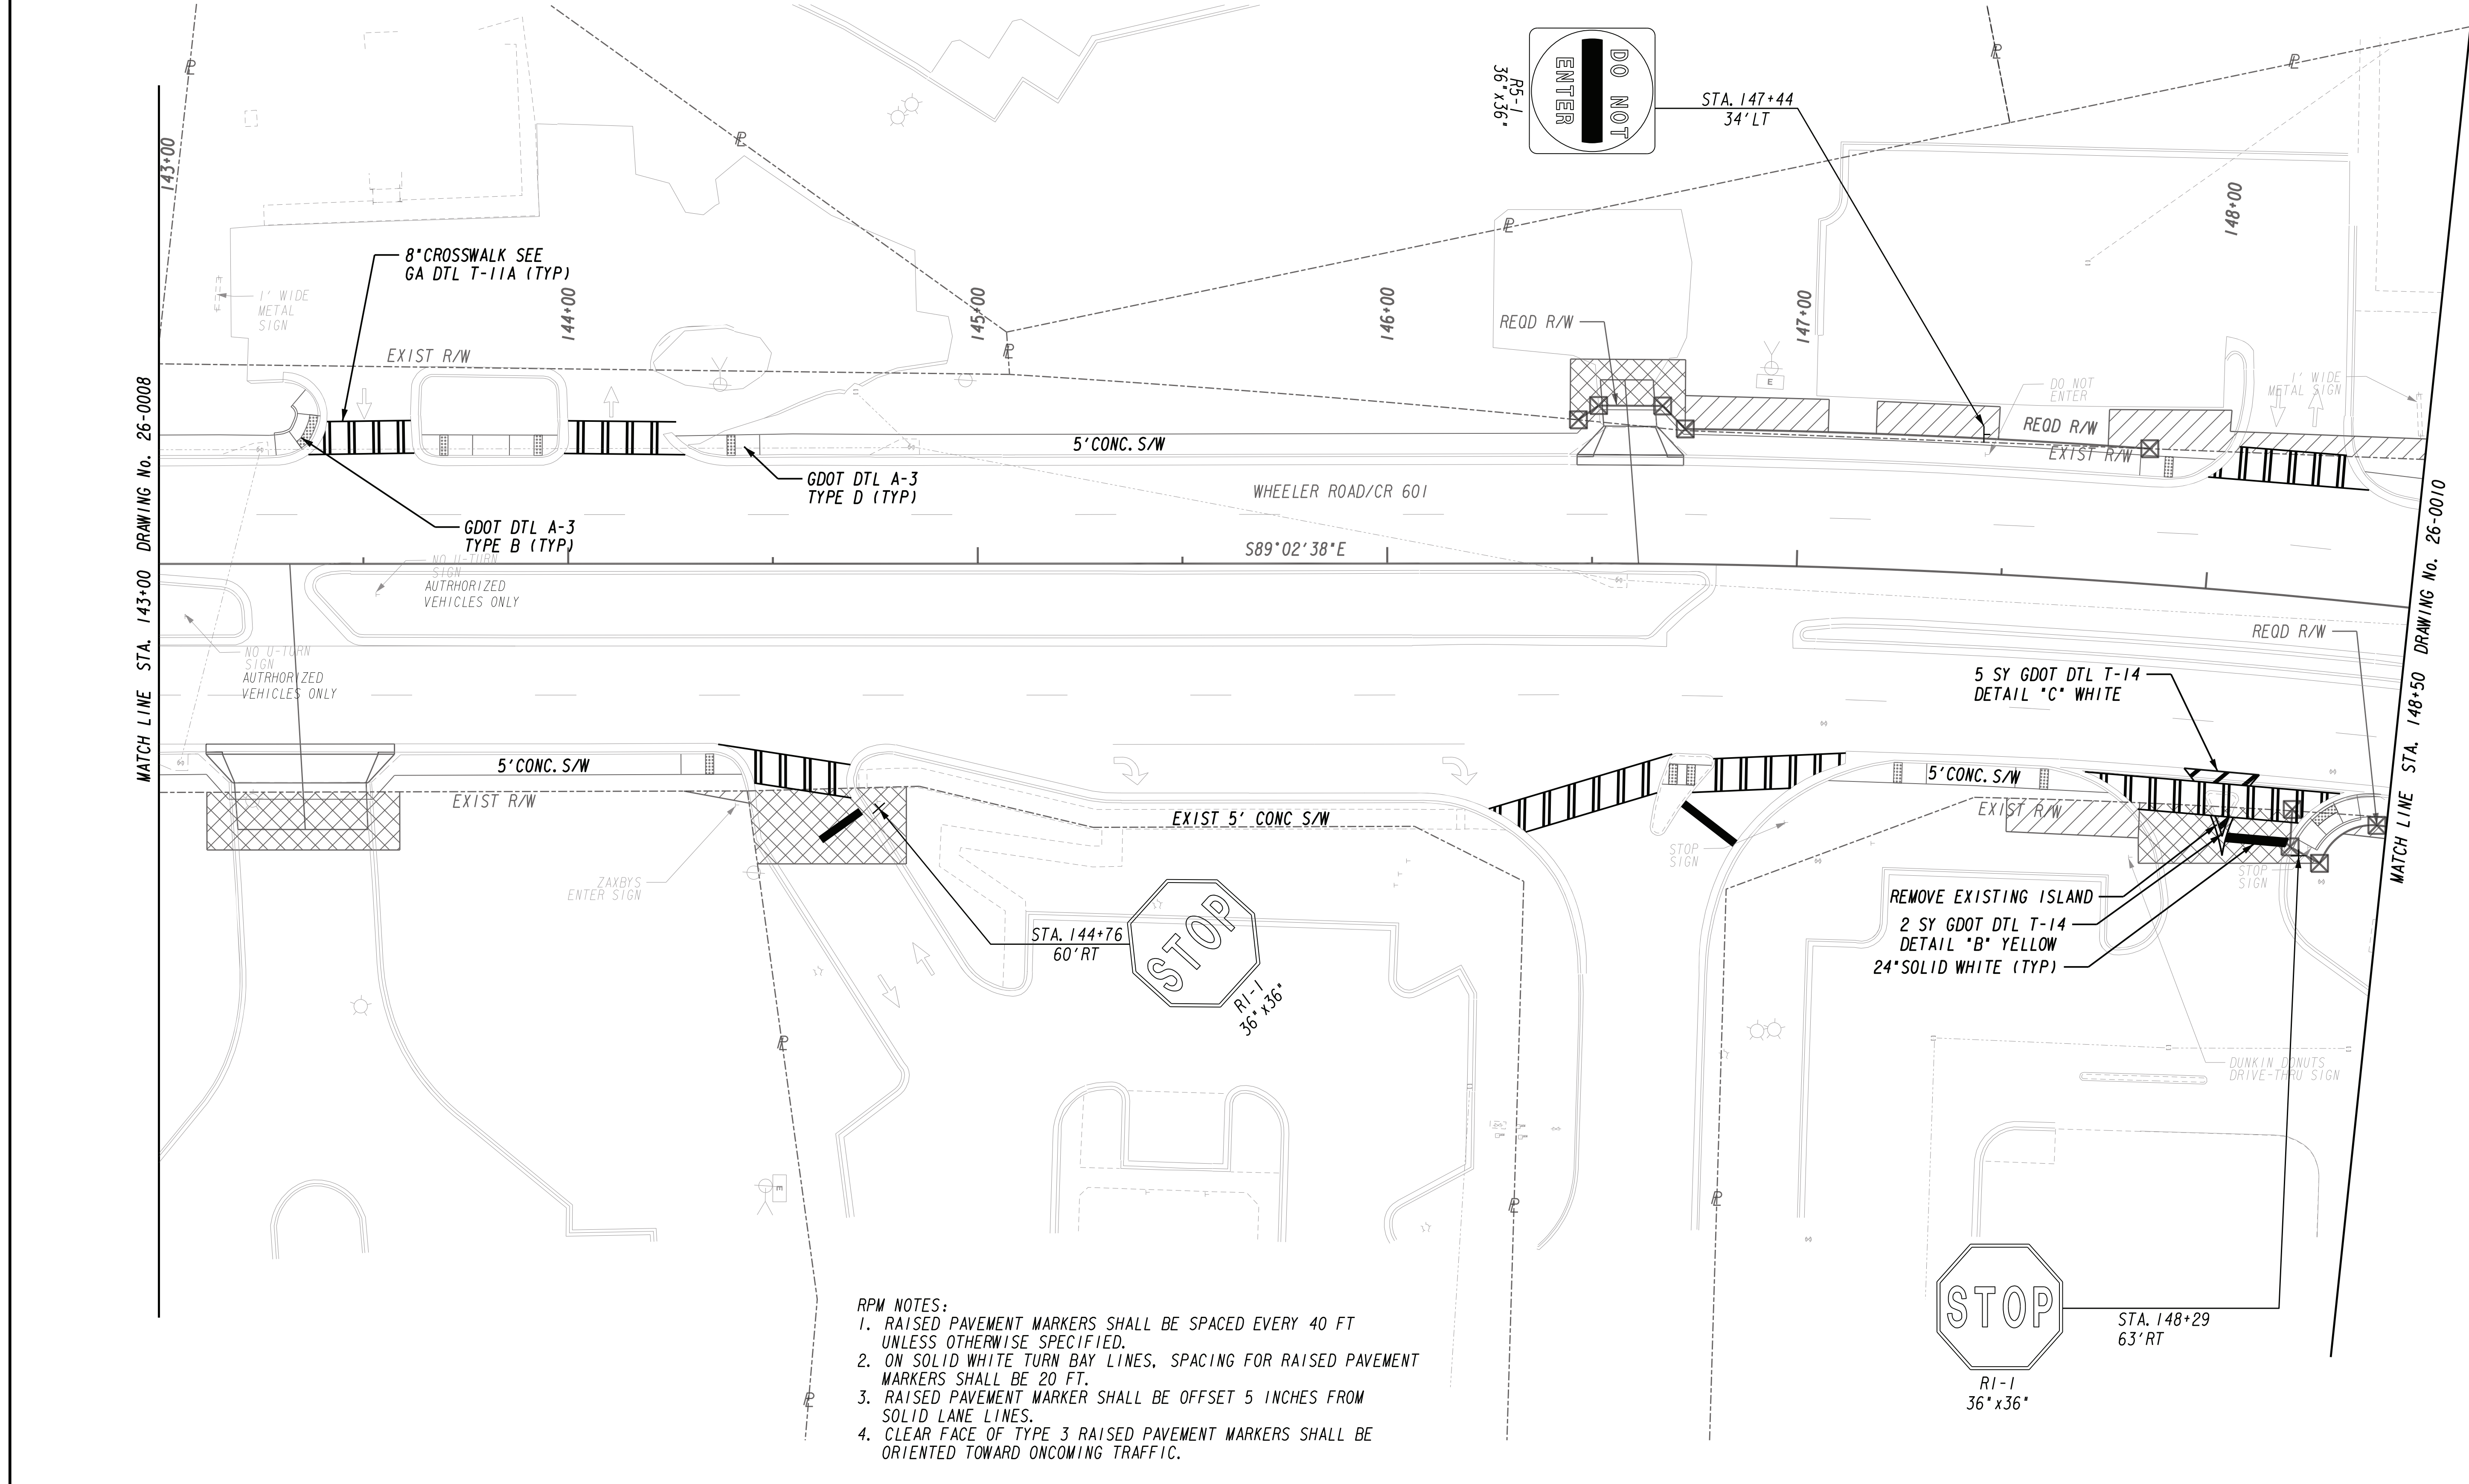 DO NOT
ENTER
R5-1
36"x36"
STA. 147+44
34'LT
143+00
144+00
145+00
146+00
147+00
148+00
8"CROSSWALK SEE
GA DTL T-11A (TYP)
1' WIDE
METAL
SIGN
EXIST R/W
REQD R/W
E
DO NOT
ENTER
1' WIDE
METAL SIGN
REQD R/W
EXIST R/W
5'CONC. S/W
GDOT DTL A-3
TYPE D (TYP)
GDOT DTL A-3
TYPE B (TYP)
WHEELER ROAD/CR 601
S89°02'38"E
NO U-TURN
SIGN
AUTRHORIZED
VEHICLES ONLY
NO U-TURN
SIGN
AUTRHORIZED
VEHICLES ONLY
MATCH LINE STA. 143+00 DRAWING No. 26-0008
MATCH LINE STA. 148+50 DRAWING No. 26-0010
REQD R/W
5 SY GDOT DTL T-14
DETAIL "C" WHITE
5'CONC. S/W
EXIST R/W
EXIST 5' CONC S/W
5'CONC. S/W
EXIST R/W
ZAXBYS
ENTER SIGN
STOP
SIGN
STOP
SIGN
REMOVE EXISTING ISLAND
2 SY GDOT DTL T-14
DETAIL "B" YELLOW
24"SOLID WHITE (TYP)
STA. 144+76
60'RT
STOP
R1-1
36"x36"
DUNKIN DONUTS
DRIVE-THRU SIGN
E
STOP
R1-1
36"x36"
STA. 148+29
63'RT
RPM NOTES:
1. RAISED PAVEMENT MARKERS SHALL BE SPACED EVERY 40 FT
UNLESS OTHERWISE SPECIFIED.
2. ON SOLID WHITE TURN BAY LINES, SPACING FOR RAISED PAVEMENT
MARKERS SHALL BE 20 FT.
3. RAISED PAVEMENT MARKER SHALL BE OFFSET 5 INCHES FROM
SOLID LANE LINES.
4. CLEAR FACE OF TYPE 3 RAISED PAVEMENT MARKERS SHALL BE
ORIENTED TOWARD ONCOMING TRAFFIC.